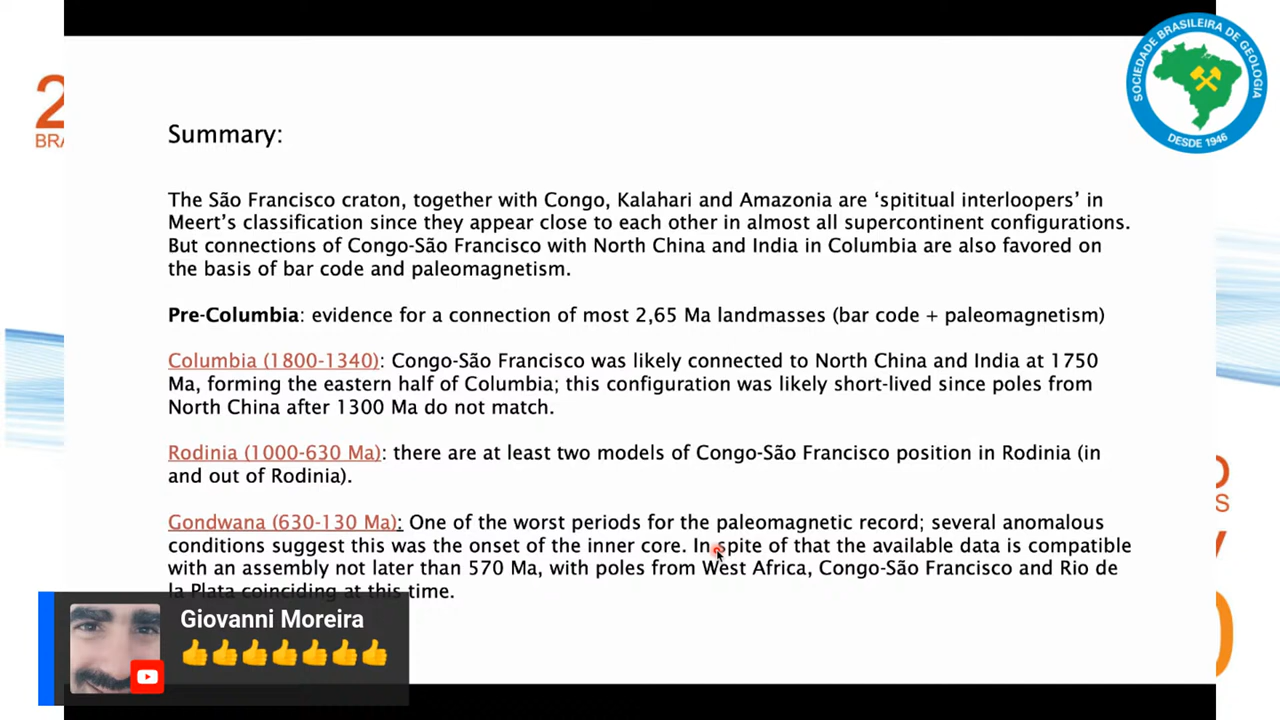 SOCIEDADE BRASILEIRA DE GEOLOGIA
DESDE 1946
2
BRA
Summary:
The São Francisco craton, together with Congo, Kalahari and Amazonia are ‘spititual interloopers’ in
Meert’s classification since they appear close to each other in almost all supercontinent configurations.
But connections of Congo-São Francisco with North China and India in Columbia are also favored on
the basis of bar code and paleomagnetism.
Pre-Columbia: evidence for a connection of most 2,65 Ma landmasses (bar code + paleomagnetism)
Columbia (1800-1340): Congo-São Francisco was likely connected to North China and India at 1750
Ma, forming the eastern half of Columbia; this configuration was likely short-lived since poles from
North China after 1300 Ma do not match.
Rodinia (1000-630 Ma): there are at least two models of Congo-São Francisco position in Rodinia (in
and out of Rodinia).
Gondwana (630-130 Ma): One of the worst periods for the paleomagnetic record; several anomalous
conditions suggest this was the onset of the inner core. In spite of that the available data is compatible
with an assembly not later than 570 Ma, with poles from West Africa, Congo-São Francisco and Rio de
la Plata coinciding at this time.
Giovanni Moreira
👍👍👍👍👍👍👍